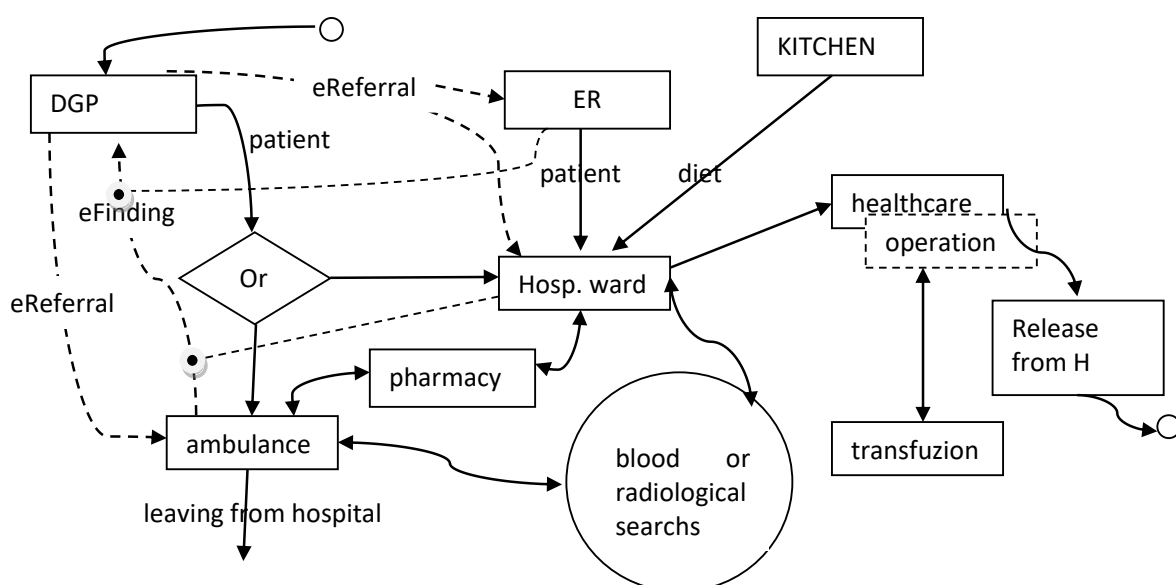 KITCHEN
eReferral
DGP
ER
patient
patient
diet
healthcare
eFinding
operation
Or
Hosp. ward
eReferral
Release
from H
pharmacy
ambulance
transfuzion
blood or
radiological
searchs
leaving from hospital